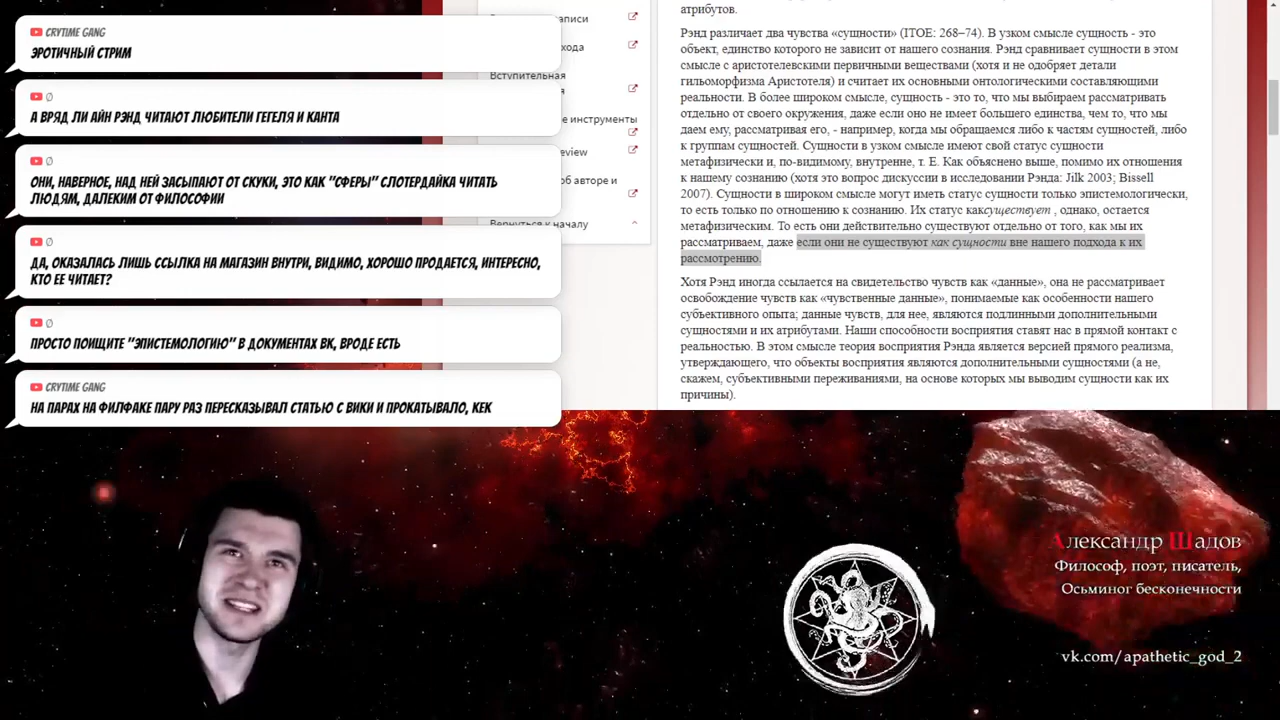 CRYTIME GANG
ЭРОТИЧНЫЙ СТРИМ
Ø
А ВРЯД ЛИ АЙН РЭНД ЧИТАЮТ ЛЮБИТЕЛИ ГЕГЕЛЯ И КАНТА
Ø
ОНИ, НАВЕРНОЕ, НАД НЕЙ ЗАСЫПАЮТ ОТ СКУКИ, ЭТО КАК "СФЕРЫ" СЛОТЕРДАЙКА ЧИТАТЬ
ЛЮДЯМ, ДАЛЕКИМ ОТ ФИЛОСОФИИ
Ø
ДА, ОКАЗАЛАСЬ ЛИШЬ ССЫЛКА НА МАГАЗИН ВНУТРИ, ВИДИМО, ХОРОШО ПРОДАЕТСЯ, ИНТЕРЕСНО,
КТО ЕЕ ЧИТАЕТ?
Ø
ПРОСТО ПОИЩИТЕ "ЭПИСТЕМОЛОГИЮ" В ДОКУМЕНТАХ ВК, ВРОДЕ ЕСТЬ
CRYTIME GANG
НА ПАРАХ НА ФИЛФАКЕ ПАРУ РАЗ ПЕРЕСКАЗЫВАЛ СТАТЬЮ С ВИКИ И ПРОКАТЫВАЛО, КЕК
аписи
хода
Вступительная
я
е инструменты
eview
об авторе и
Вернуться к началу
атрибутов.
Рэнд различает два чувства «сущности» (ITOE: 268–74). В узком смысле сущность - это
объект, единство которого не зависит от нашего сознания. Рэнд сравнивает сущности в этом
смысле с аристотелевскими первичными веществами (хотя и не одобряет детали
гильоморфизма Аристотеля) и считает их основными онтологическими составляющими
реальности. В более широком смысле, сущность - это то, что мы выбираем рассматривать
отдельно от своего окружения, даже если оно не имеет большего единства, чем то, что мы
даем ему, рассматривая его, - например, когда мы обращаемся либо к частям сущностей, либо
к группам сущностей. Сущности в узком смысле имеют свой статус сущности
метафизически и, по-видимому, внутренне, т. Е. Как объяснено выше, помимо их отношения
к нашему сознанию (хотя это вопрос дискуссии в исследовании Рэнда: Jilk 2003; Bissell
2007). Сущности в широком смысле могут иметь статус сущности только эпистемологически,
то есть только по отношению к сознанию. Их статус каксуществует , однако, остается
метафизическим. То есть они действительно существуют отдельно от того, как мы их
рассматриваем, даже если они не существуют как сущности вне нашего подхода к их
рассмотрению.
Хотя Рэнд иногда ссылается на свидетельство чувств как «данные», она не рассматривает
освобождение чувств как «чувственные данные», понимаемые как особенности нашего
субъективного опыта; данные чувств, для нее, являются подлинными дополнительными
сущностями и их атрибутами. Наши способности восприятия ставят нас в прямой контакт с
реальностью. В этом смысле теория восприятия Рэнда является версией прямого реализма,
утверждающего, что объекты восприятия являются дополнительными сущностями (а не,
скажем, субъективными переживаниями, на основе которых мы выводим сущности как их
причины).
Александр Шадов
Философ, поэт, писатель,
Осьминог бесконечности
vk.com/apathetic_god_2